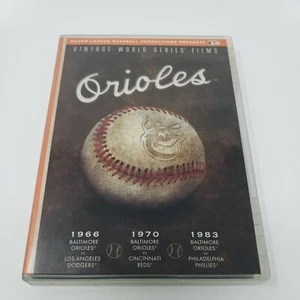 MAJOR LEAGUE BASEBALL PRODUCTIONS PRESENTS
VINTAGE WORLD SERIES FILMS
Orioles
1966 1970 1983
BALTIMORE BALTIMORE BALTIMORE
ORIOLES® ORIOLES® ORIOLES®
VS VS VS
LOS ANGELES CINCINNATI PHILADELPHIA
DODGERS® REDS® PHILLIES®